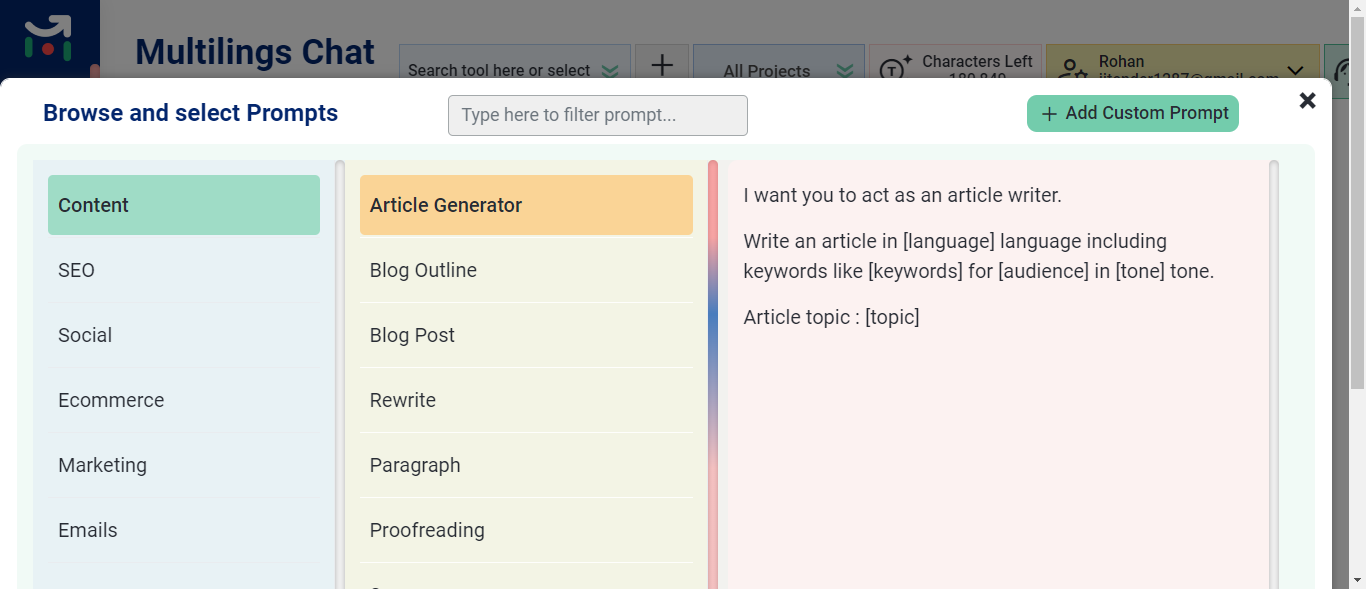 Multilings Chat
Search tool here or select
All Projects
Characters Left
Rohan
Browse and select Prompts
Type here to filter prompt...
+ Add Custom Prompt
Content
SEO
Social
Ecommerce
Marketing
Emails
Article Generator
Blog Outline
Blog Post
Rewrite
Paragraph
Proofreading
I want you to act as an article writer.
Write an article in [language] language including
keywords like [keywords] for [audience] in [tone] tone.
Article topic : [topic]